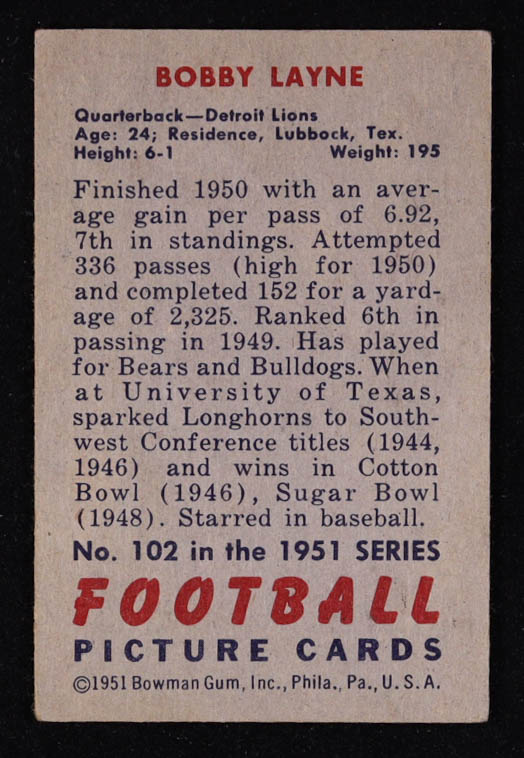 BOBBY LAYNE
Quarterback—Detroit Lions
Age: 24; Residence, Lubbock, Tex.
Height: 6-1 Weight: 195
Finished 1950 with an aver-
age gain per pass of 6.92,
7th in standings. Attempted
336 passes (high for 1950)
and completed 152 for a yard-
age of 2,325. Ranked 6th in
passing in 1949. Has played
for Bears and Bulldogs. When
at University of Texas,
sparked Longhorns to South-
west Conference titles (1944,
1946) and wins in Cotton
Bowl (1946), Sugar Bowl
(1948). Starred in baseball.
No. 102 in the 1951 SERIES
FOOTBALL
PICTURE CARDS
©1951 Bowman Gum, Inc., Phila., Pa., U.S.A.